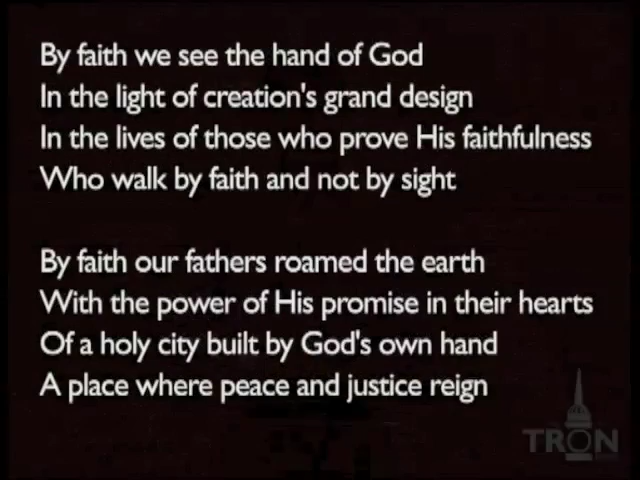 By faith we see the hand of God
In the light of creation's grand design
In the lives of those who prove His faithfulness
Who walk by faith and not by sight
By faith our fathers roamed the earth
With the power of His promise in their hearts
Of a holy city built by God's own hand
A place where peace and justice reign
TRON